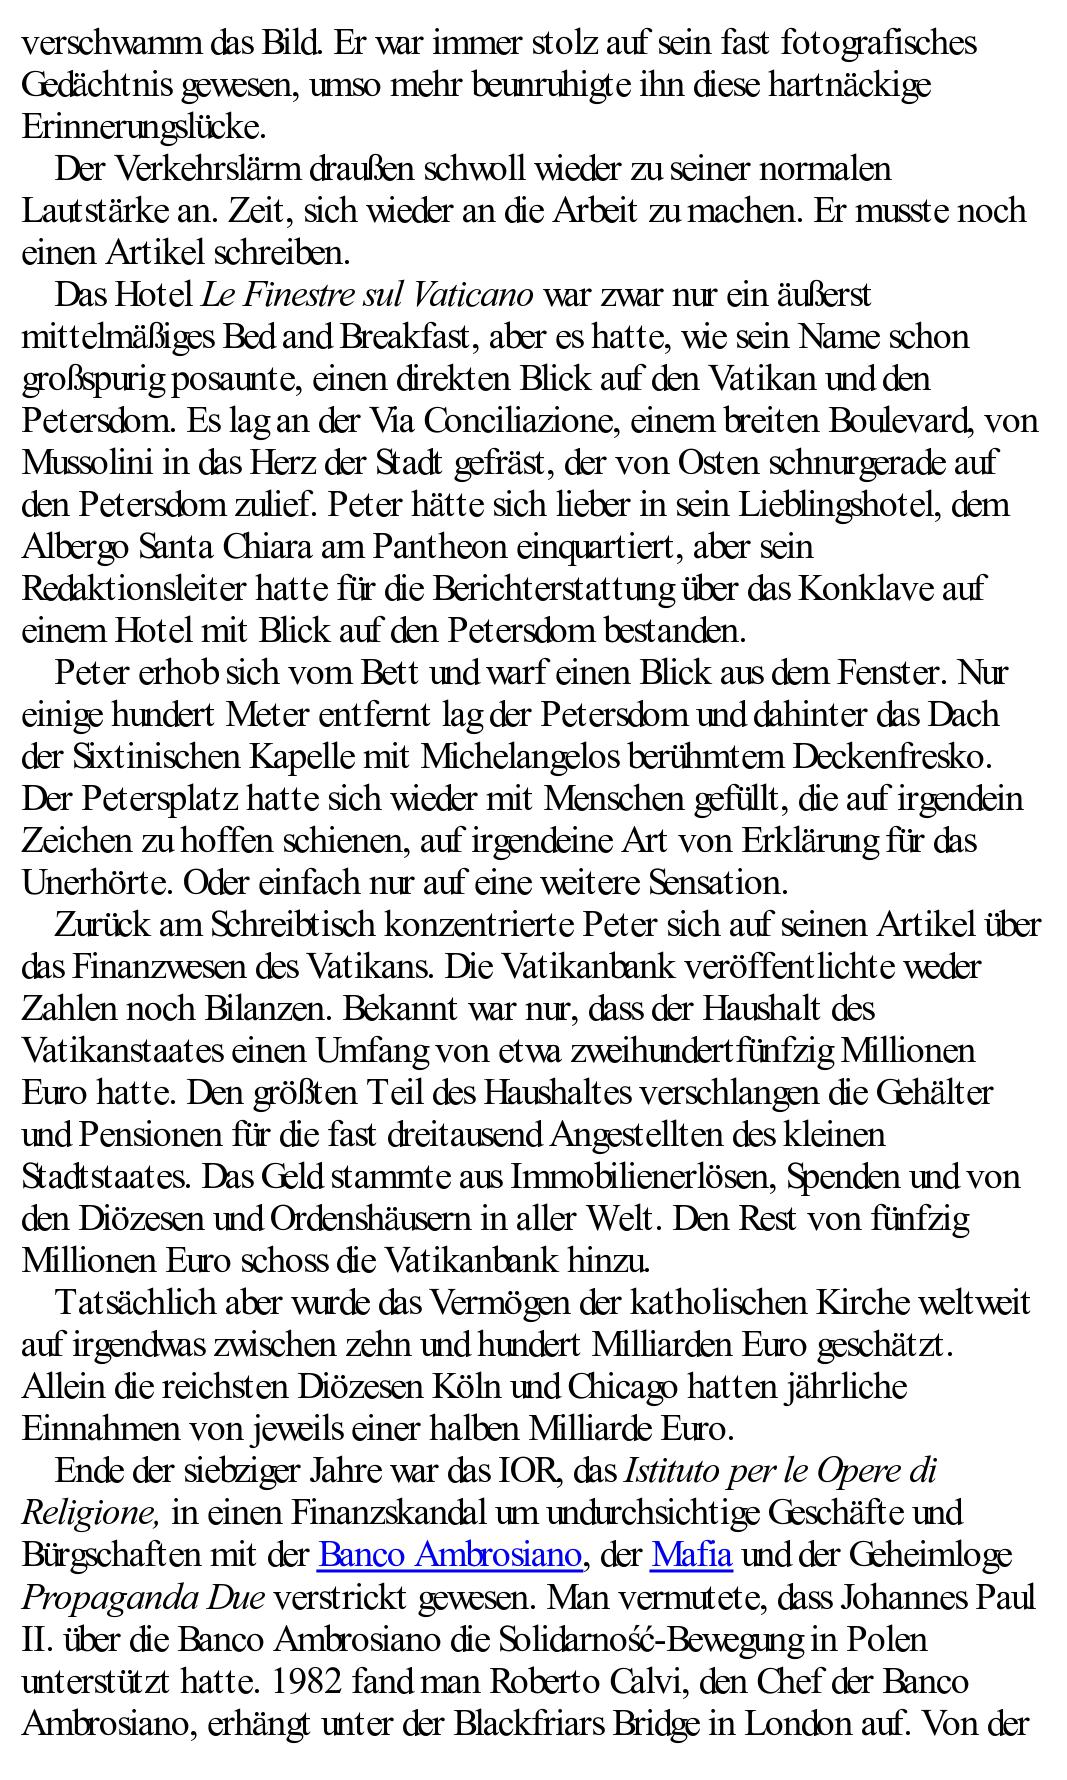 verschwamm das Bild. Er war immer stolz auf sein fast fotografisches
Gedächtnis gewesen, umso mehr beunruhigte ihn diese hartnäckige
Erinnerungslücke.
Der Verkehrslärm draußen schwoll wieder zu seiner normalen
Lautstärke an. Zeit, sich wieder an die Arbeit zu machen. Er musste noch
einen Artikel schreiben.
Das Hotel Le Finestre sul Vaticano war zwar nur ein äußerst
mittelmäßiges Bed and Breakfast, aber es hatte, wie sein Name schon
großspurig posaunte, einen direkten Blick auf den Vatikan und den
Petersdom. Es lag an der Via Conciliazione, einem breiten Boulevard, von
Mussolini in das Herz der Stadt gefräst, der von Osten schnurgerade auf
den Petersdom zulief. Peter hätte sich lieber in sein Lieblingshotel, dem
Albergo Santa Chiara am Pantheon einquartiert, aber sein
Redaktionsleiter hatte für die Berichterstattung über das Konklave auf
einem Hotel mit Blick auf den Petersdom bestanden.
Peter erhob sich vom Bett und warf einen Blick aus dem Fenster. Nur
einige hundert Meter entfernt lag der Petersdom und dahinter das Dach
der Sixtinischen Kapelle mit Michelangelos berühmtem Deckenfresko.
Der Petersplatz hatte sich wieder mit Menschen gefüllt, die auf irgendein
Zeichen zu hoffen schienen, auf irgendeine Art von Erklärung für das
Unerhörte. Oder einfach nur auf eine weitere Sensation.
Zurück am Schreibtisch konzentrierte Peter sich auf seinen Artikel über
das Finanzwesen des Vatikans. Die Vatikanbank veröffentlichte weder
Zahlen noch Bilanzen. Bekannt war nur, dass der Haushalt des
Vatikanstaates einen Umfang von etwa zweihundertfünfzig Millionen
Euro hatte. Den größten Teil des Haushaltes verschlangen die Gehälter
und Pensionen für die fast dreitausend Angestellten des kleinen
Stadtstaates. Das Geld stammte aus Immobilienerlösen, Spenden und von
den Diözesen und Ordenshäusern in aller Welt. Den Rest von fünfzig
Millionen Euro schoss die Vatikanbank hinzu.
Tatsächlich aber wurde das Vermögen der katholischen Kirche weltweit
auf irgendwas zwischen zehn und hundert Milliarden Euro geschätzt.
Allein die reichsten Diözesen Köln und Chicago hatten jährliche
Einnahmen von jeweils einer halben Milliarde Euro.
Ende der siebziger Jahre war das IOR, das Istituto per le Opere di
Religione, in einen Finanzskandal um undurchsichtige Geschäfte und
Bürgschaften mit der Banco Ambrosiano, der Mafia und der Geheimloge
Propaganda Due verstrickt gewesen. Man vermutete, dass Johannes Paul
II. über die Banco Ambrosiano die Solidarność-Bewegung in Polen
unterstützt hatte. 1982 fand man Roberto Calvi, den Chef der Banco
Ambrosiano, erhängt unter der Blackfriars Bridge in London auf. Von der